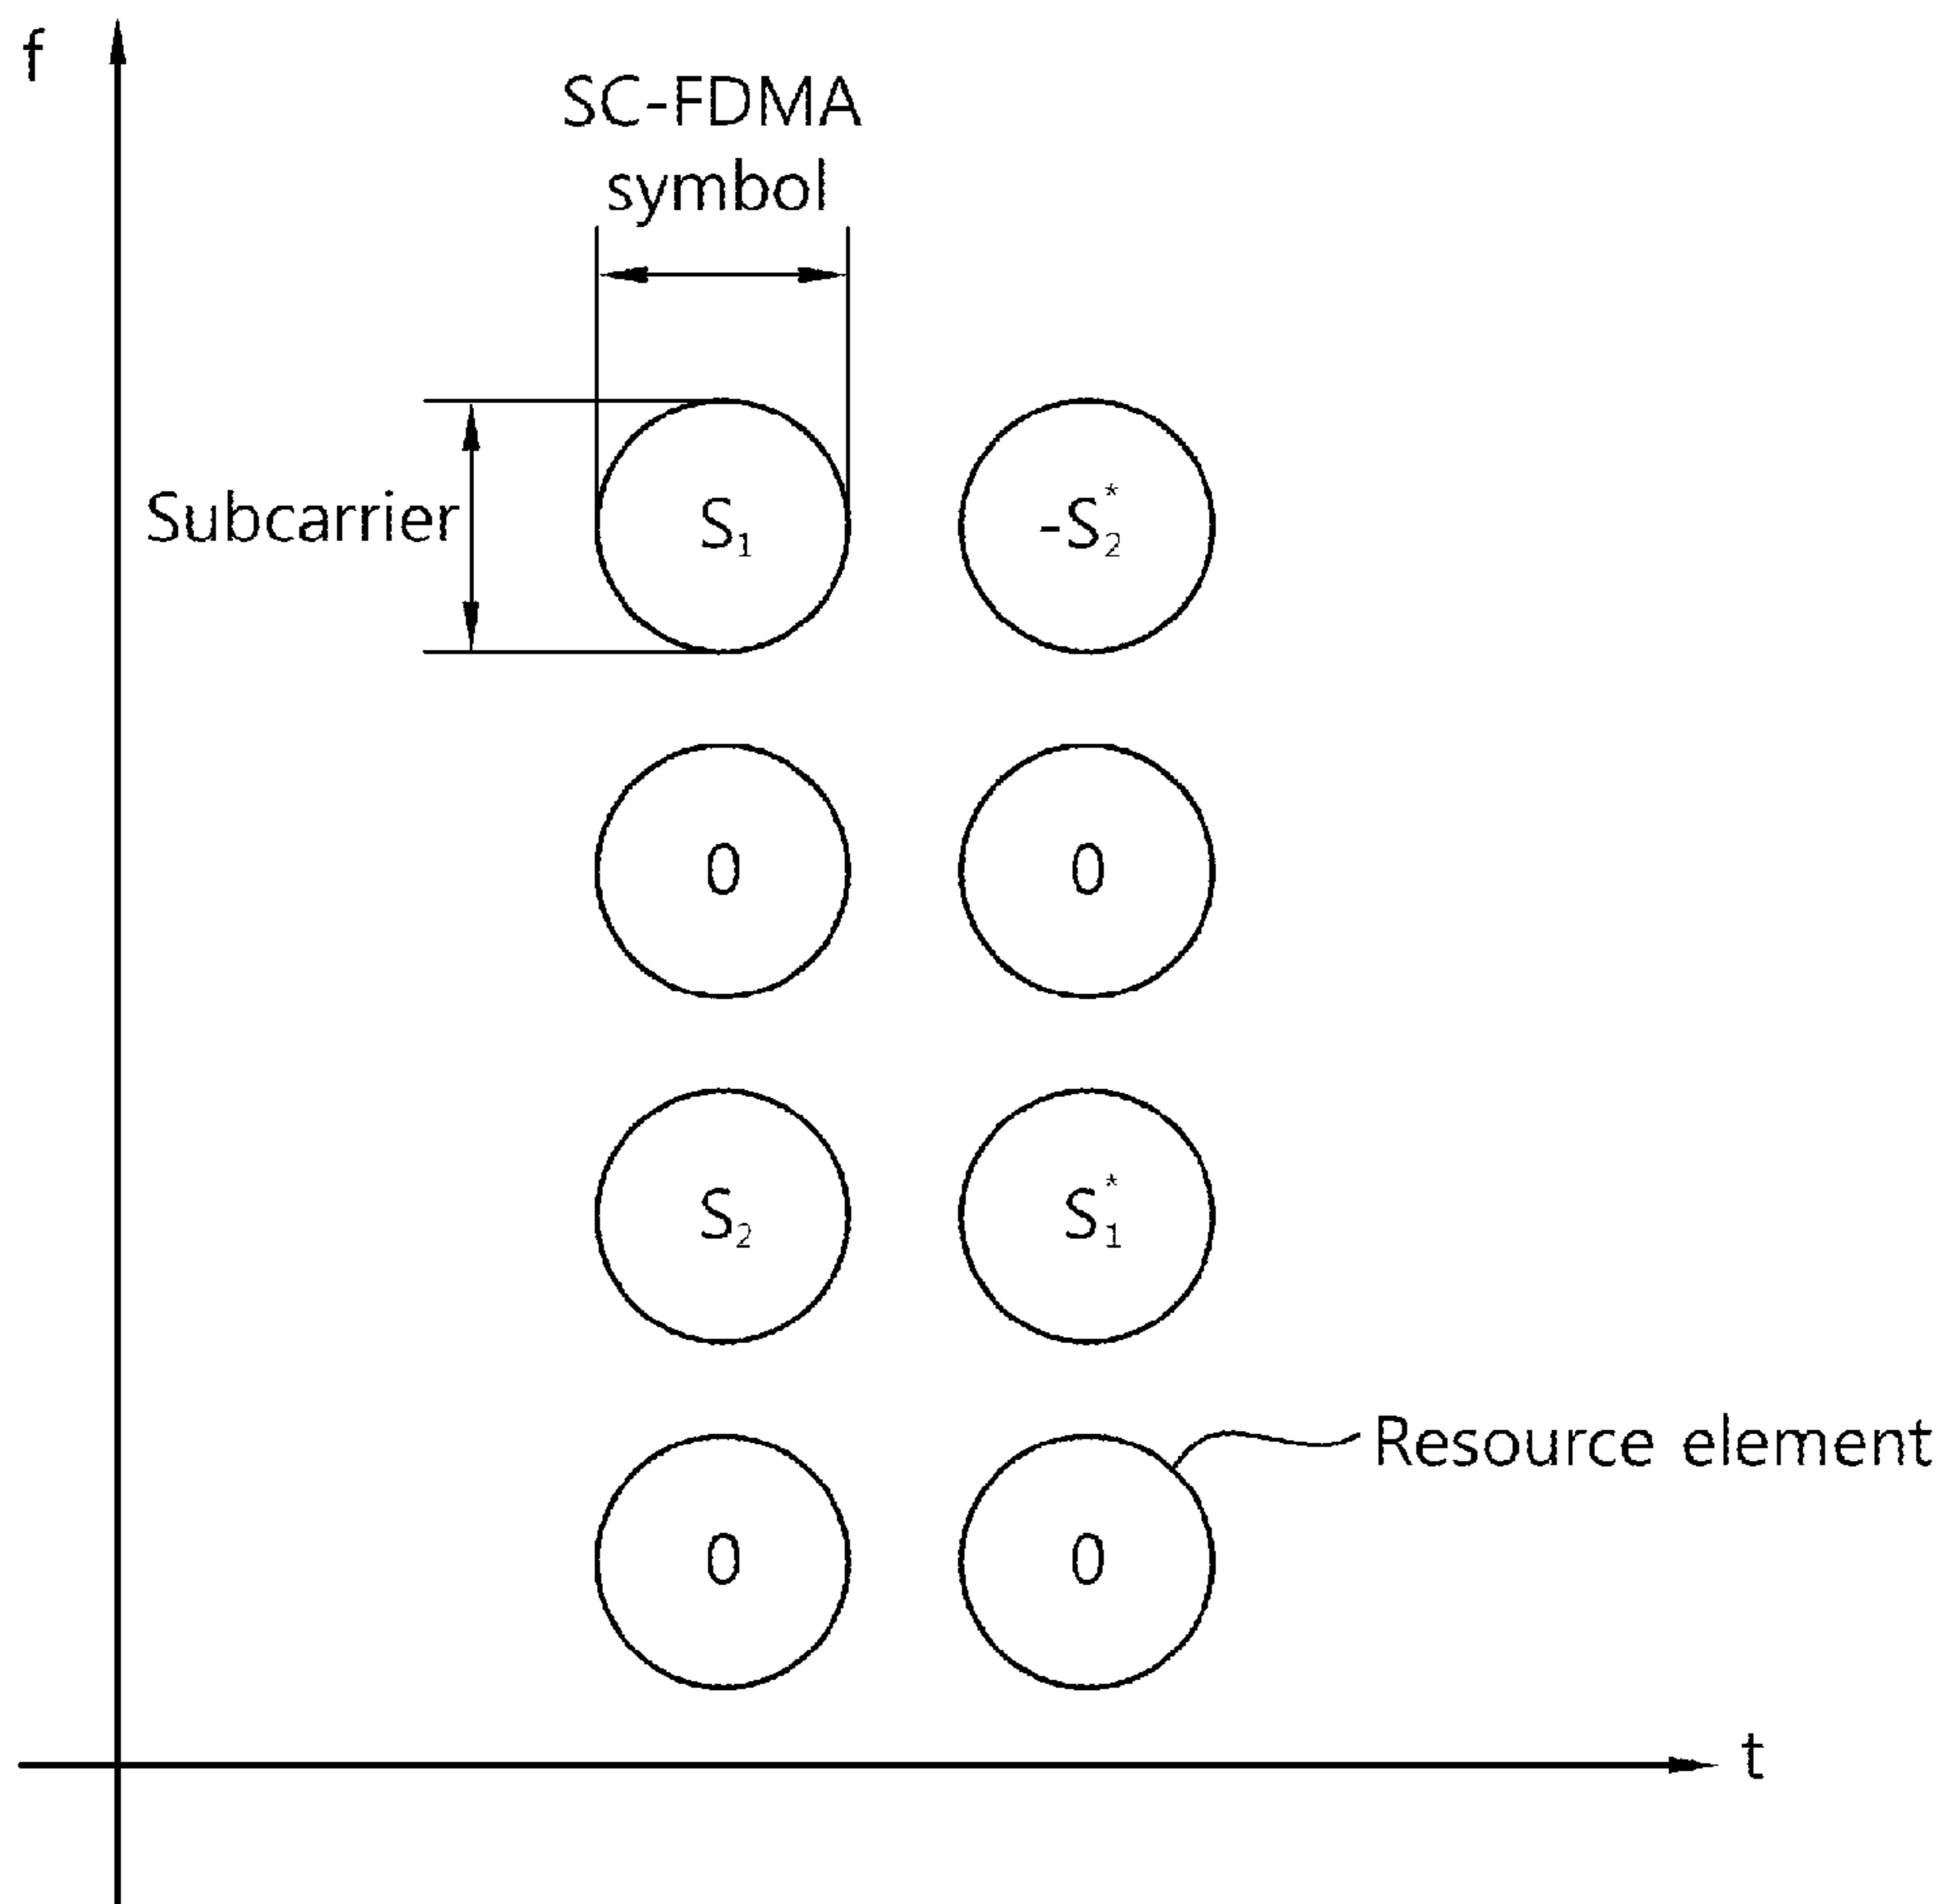 f
SC-FDMA
symbol
Subcarrier
S₁
-S₂*
0
0
S₂
S₁*
Resource element
0
0
t